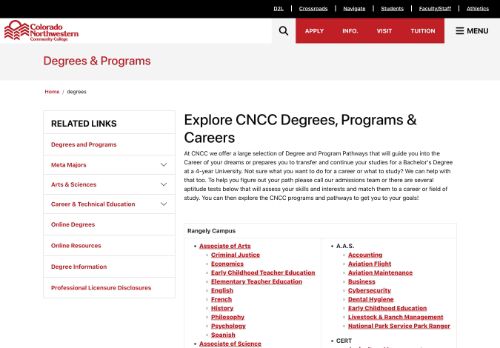 D2L | Crossroads | Navigate | Students | Faculty/Staff | Athletics
Colorado
Northwestern
Community College
APPLY INFO. VISIT TUITION MENU
Degrees & Programs
Home / degrees
RELATED LINKS
Degrees and Programs
Meta Majors
Arts & Sciences
Career & Technical Education
Online Degrees
Online Resources
Degree Information
Professional Licensure Disclosures
Explore CNCC Degrees, Programs &
Careers
At CNCC we offer a large selection of Degree and Program Pathways that will guide you into the
Career of your dreams or prepares you to transfer and continue your studies for a Bachelor's Degree
at a 4-year University. Not sure what you want to do for a career or what to study? We can help with
that too. To help you figure out your path please call our admissions team or there are several
aptitude tests below that will assess your skills and interests and match them to a career or field of
study. You can then explore the CNCC programs and pathways to get you to your goals!
Rangely Campus
Associate of Arts
Criminal Justice
Economics
Early Childhood Teacher Education
Elementary Teacher Education
English
French
History
Philosophy
Psychology
Spanish
Associate of Science
A.A.S.
Accounting
Aviation Flight
Aviation Maintenance
Business
Cybersecurity
Dental Hygiene
Early Childhood Education
Livestock & Ranch Management
National Park Service Park Ranger
CERT